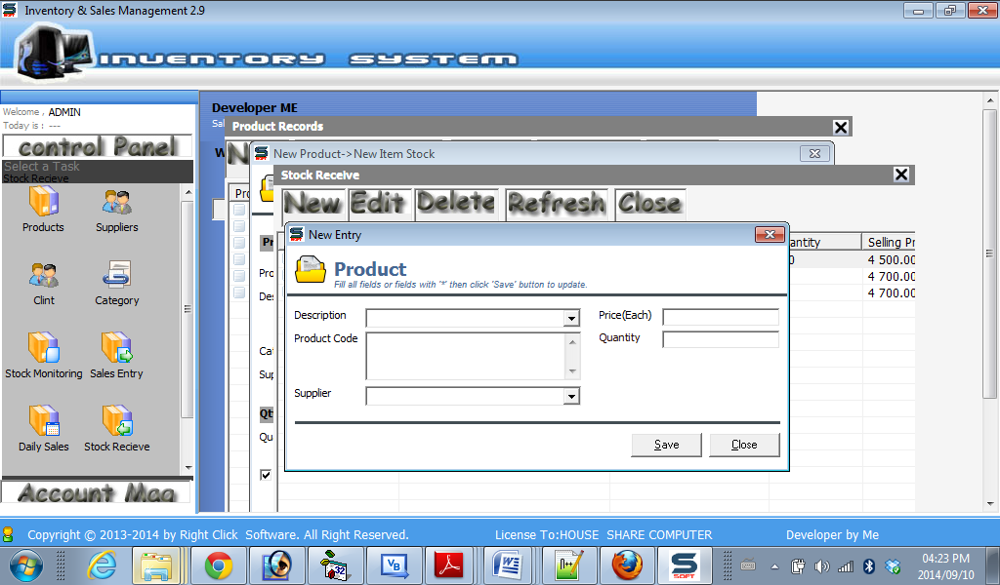 Inventory & Sales Management 2.9
INVENTORY SYSTEM
Welcome , ADMIN
Today is : ---
control Panel
Select a Task
Stock Recieve
Products
Suppliers
Clint
Category
Stock Monitoring
Sales Entry
Daily Sales
Stock Recieve
Account Mag
Developer ME
Sal
Product Records
W
N
New Product->New Item Stock
Stock Receive
New Edit Delete Refresh Close
Pro
antity
Selling Pr
0
4 500.00
4 700.00
4 700.00
Pr
Pro
Des
Cat
Sup
Qt
Qu
New Entry
Product
Fill all fields or fields with '*' then click 'Save' button to update.
Description
Price(Each)
Product Code
Quantity
Supplier
Save
Close
Copyright © 2013-2014 by Right Click Software. All Right Reserved.
License To:HOUSE SHARE COMPUTER
Developer by Me
32
VB
W
n++
S
SOFT
04:23 PM
2014/09/10